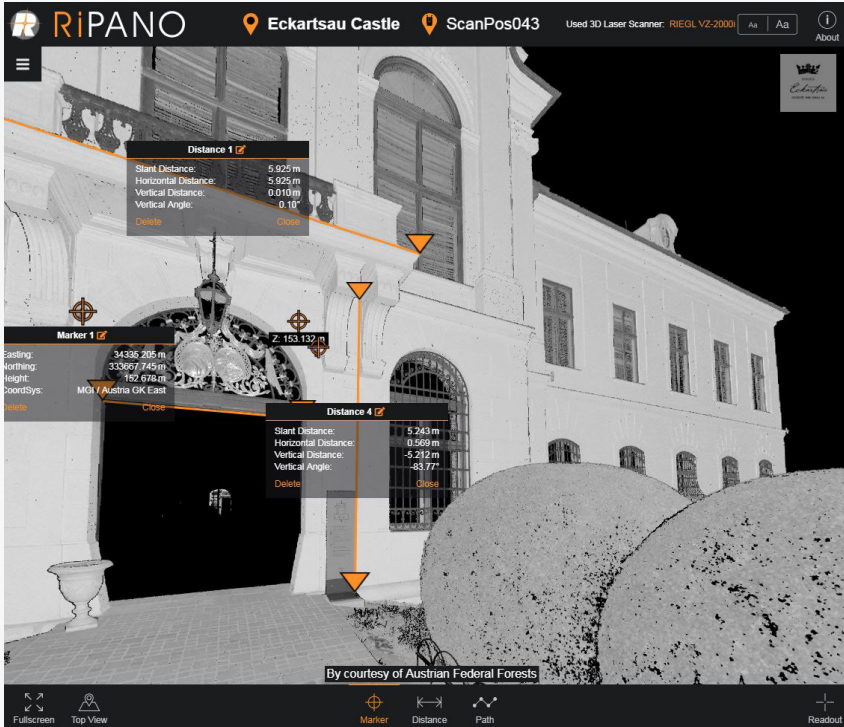 RiPANO
Eckartsau Castle
ScanPos043
Used 3D Laser Scanner: RIEGL VZ-2000i
Aa Aa
About
Eckartsau
Distance 1
Slant Distance: 5.925 m
Horizontal Distance: 5.925 m
Vertical Distance: 0.010 m
Vertical Angle: 0.10°
Delete Close
Z: 153.132 m
Marker 1
Easting: 34335.205 m
Northing: 333667.745 m
Height: 152.678 m
CoordSys: MGI / Austria GK East
Delete Close
Distance 4
Slant Distance: 5.243 m
Horizontal Distance: 0.569 m
Vertical Distance: -5.212 m
Vertical Angle: -83.77°
Delete Close
By courtesy of Austrian Federal Forests
Fullscreen
Top View
Marker
Distance
Path
Readout